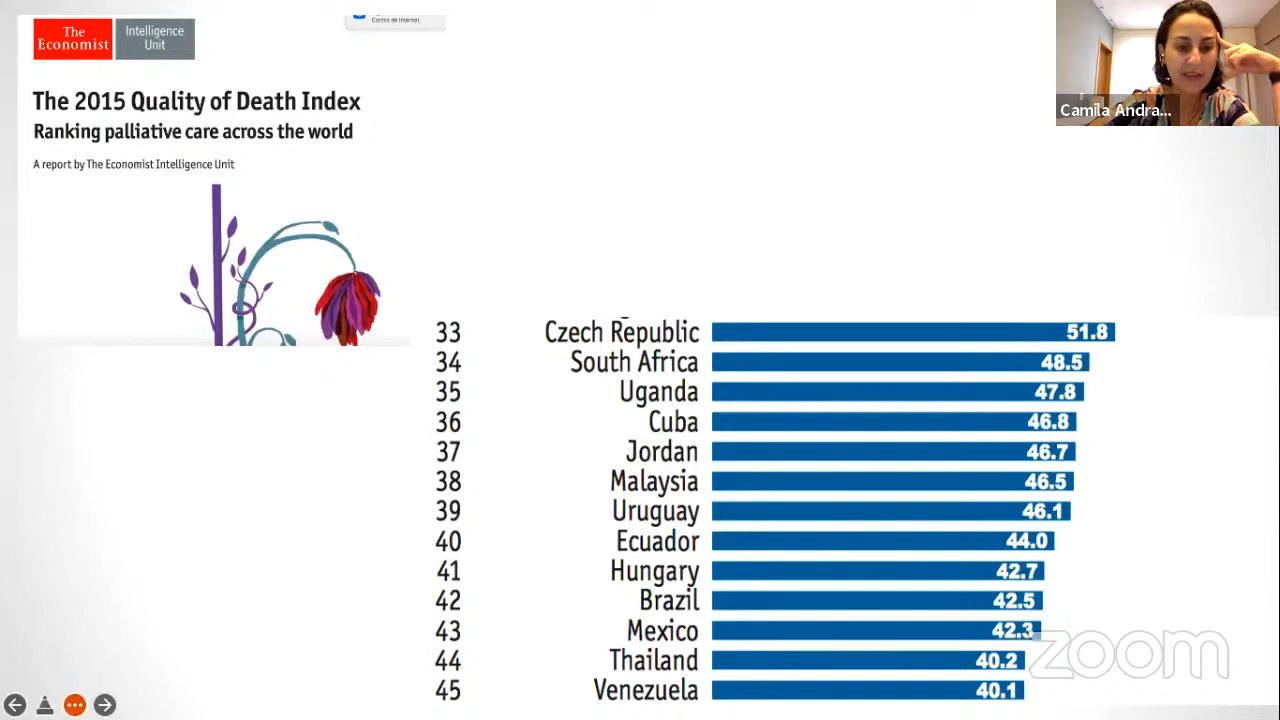 The
Economist
Intelligence
Unit
Cortes de Internet
The 2015 Quality of Death Index
Ranking palliative care across the world
A report by The Economist Intelligence Unit
Camila Andra...
33 Czech Republic 51.8
34 South Africa 48.5
35 Uganda 47.8
36 Cuba 46.8
37 Jordan 46.7
38 Malaysia 46.5
39 Uruguay 46.1
40 Ecuador 44.0
41 Hungary 42.7
42 Brazil 42.5
43 Mexico 42.3
44 Thailand 40.2
45 Venezuela 40.1
zoom